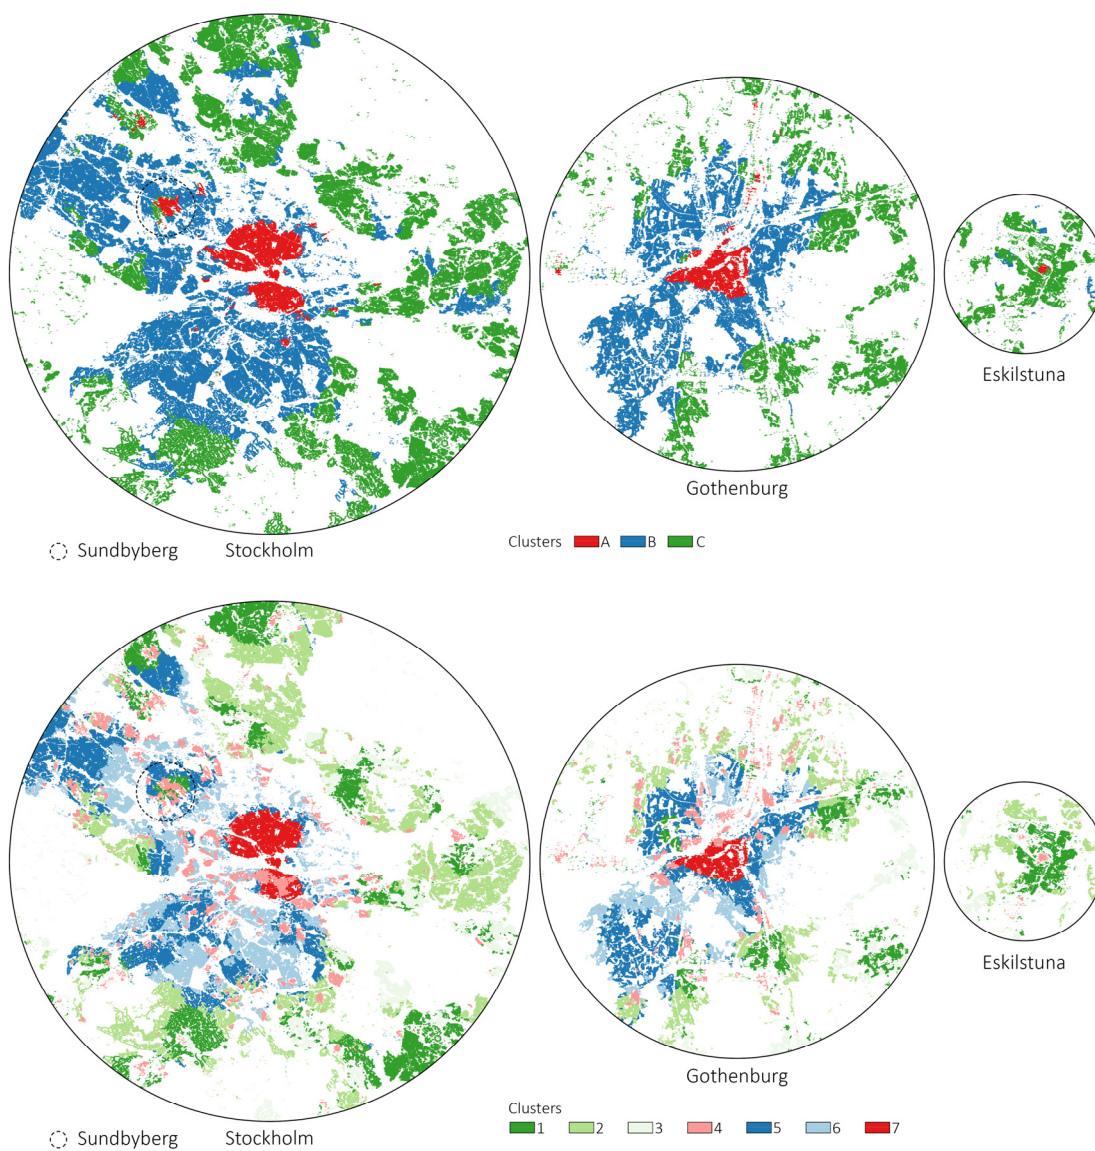 Eskilstuna
Gothenburg
Sundbyberg Stockholm
Clusters A B C
Eskilstuna
Gothenburg
Clusters
1 2 3 4 5 6 7
Sundbyberg Stockholm